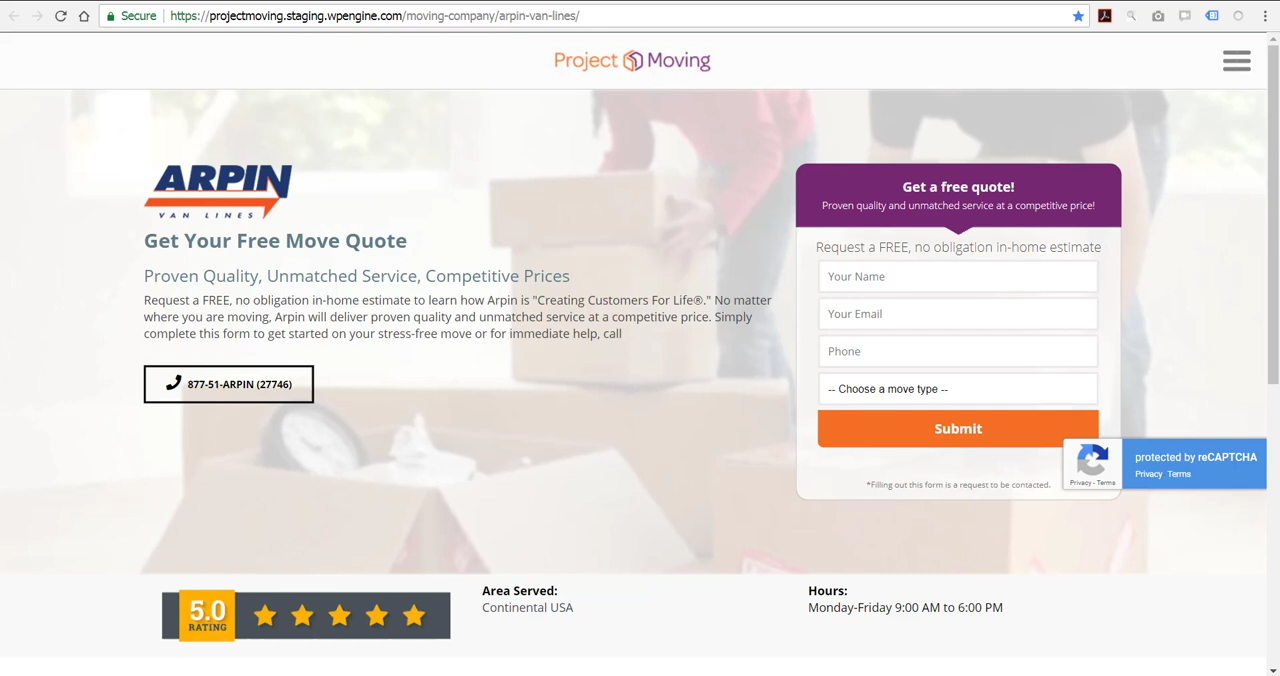 Secure https://projectmoving.staging.wpengine.com/moving-company/arpin-van-lines/
Project Moving
ARPIN
VAN LINES
Get Your Free Move Quote
Proven Quality, Unmatched Service, Competitive Prices
Request a FREE, no obligation in-home estimate to learn how Arpin is "Creating Customers For Life®." No matter
where you are moving, Arpin will deliver proven quality and unmatched service at a competitive price. Simply
complete this form to get started on your stress-free move or for immediate help, call
877-51-ARPIN (27746)
Get a free quote!
Proven quality and unmatched service at a competitive price!
Request a FREE, no obligation in-home estimate
Your Name
Your Email
Phone
-- Choose a move type --
Submit
protected by reCAPTCHA
Privacy - Terms
Privacy Terms
*Filling out this form is a request to be contacted.
5.0
RATING
Area Served:
Continental USA
Hours:
Monday-Friday 9:00 AM to 6:00 PM